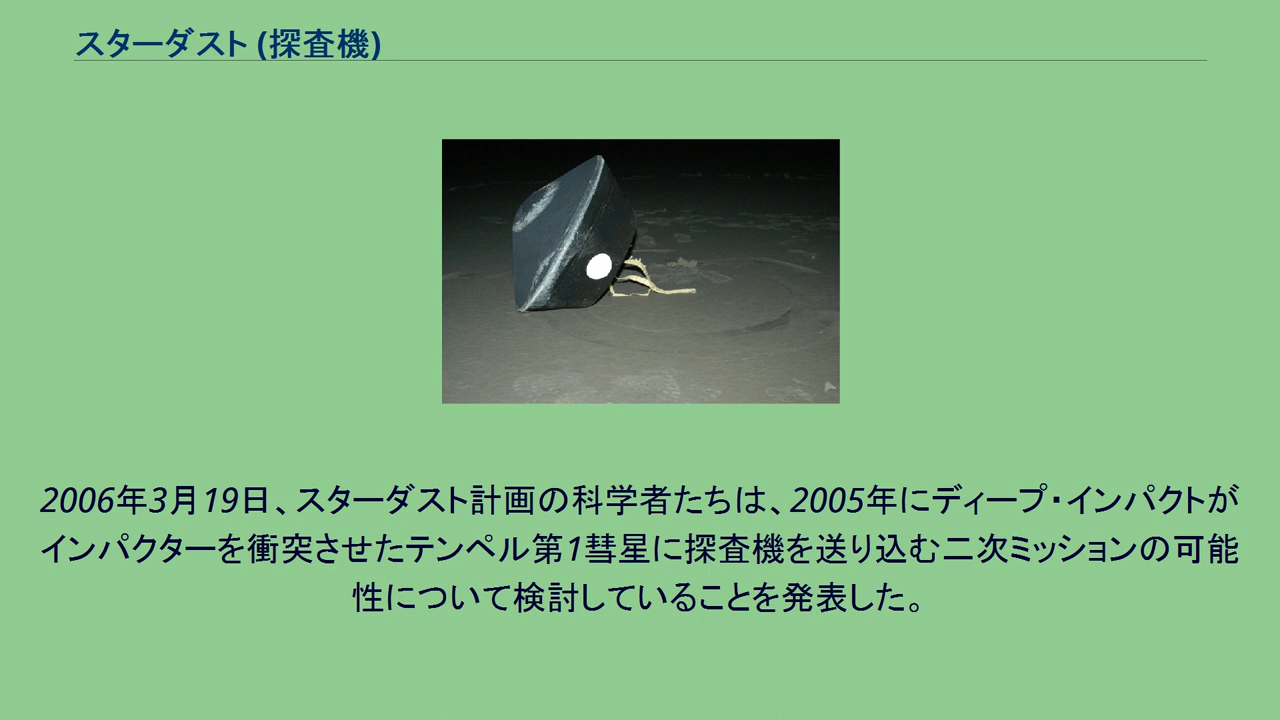 スターダスト (探査機)
2006年3月19日、スターダスト計画の科学者たちは、2005年にディープ・インパクトが
インパクターを衝突させたテンペル第1彗星に探査機を送り込む二次ミッションの可能
性について検討していることを発表した。